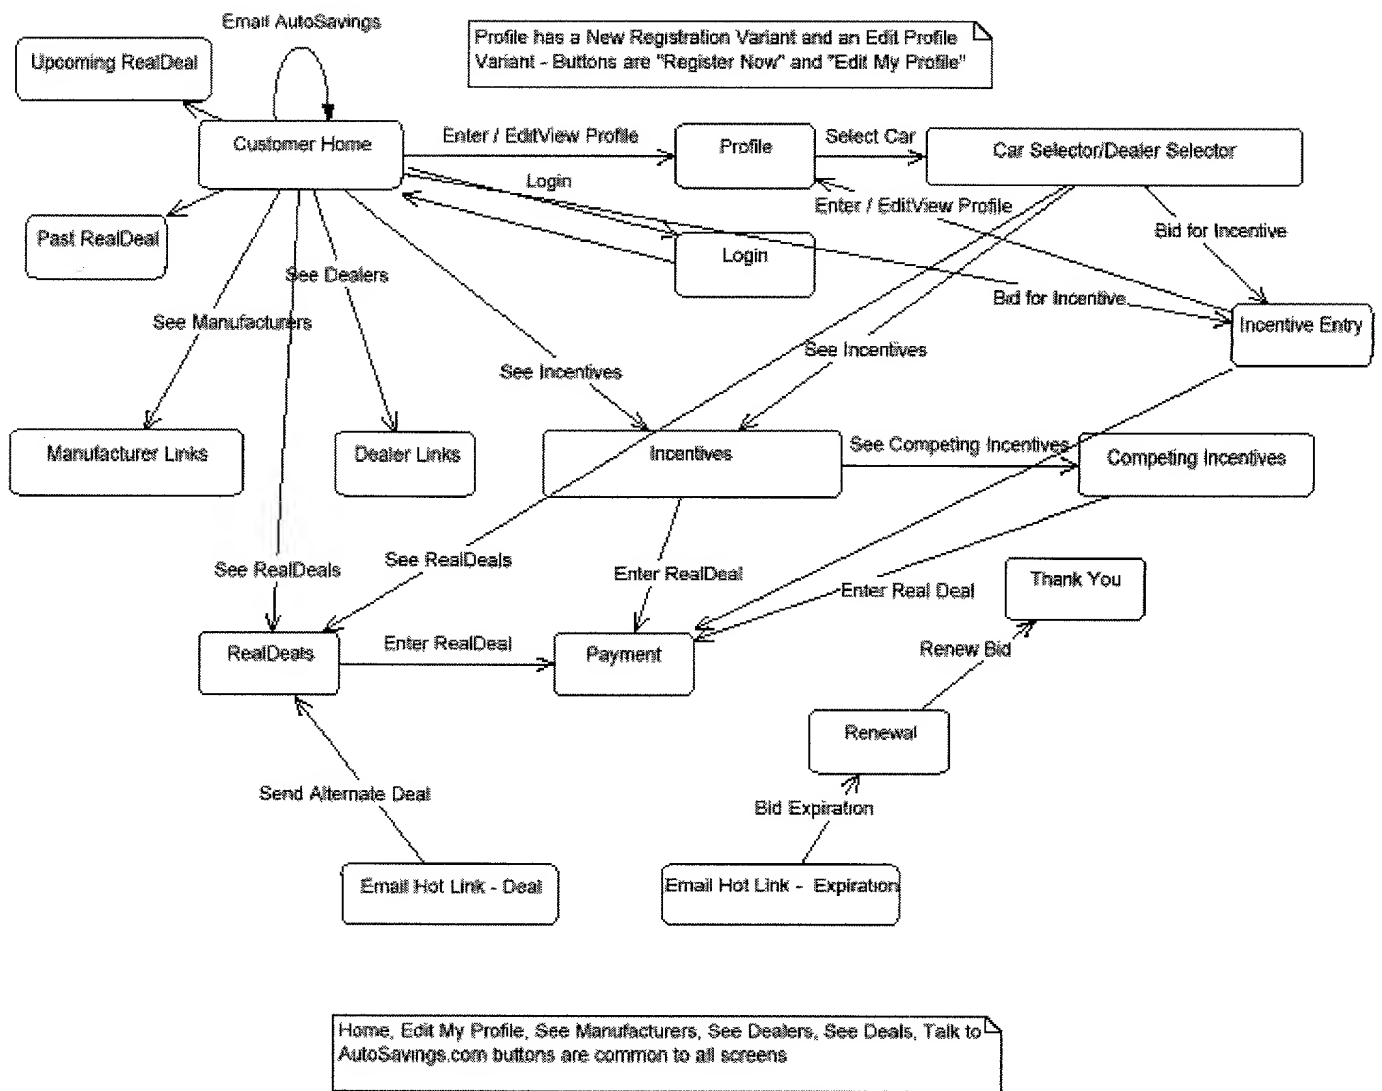 Email AutoSavings
Profile has a New Registration Variant and an Edit Profile
Variant - Buttons are "Register Now" and "Edit My Profile"
Upcoming RealDeal
Customer Home
Enter / EditView Profile
Profile
Select Car
Car Selector/Dealer Selector
Login
Enter / EditView Profile
Past RealDeal
Login
Bid for Incentive
See Dealers
Bid for Incentive
See Manufacturers
Incentive Entry
See Incentives
See Incentives
Manufacturer Links
Dealer Links
Incentives
See Competing Incentives
Competing Incentives
See RealDeals
See RealDeals
Enter RealDeal
Enter Real Deal
Thank You
RealDeals
Enter RealDeal
Payment
Renew Bid
Renewal
Send Alternate Deal
Bid Expiration
Email Hot Link - Deal
Email Hot Link - Expiration
Home, Edit My Profile, See Manufacturers, See Dealers, See Deals, Talk to
AutoSavings.com buttons are common to all screens